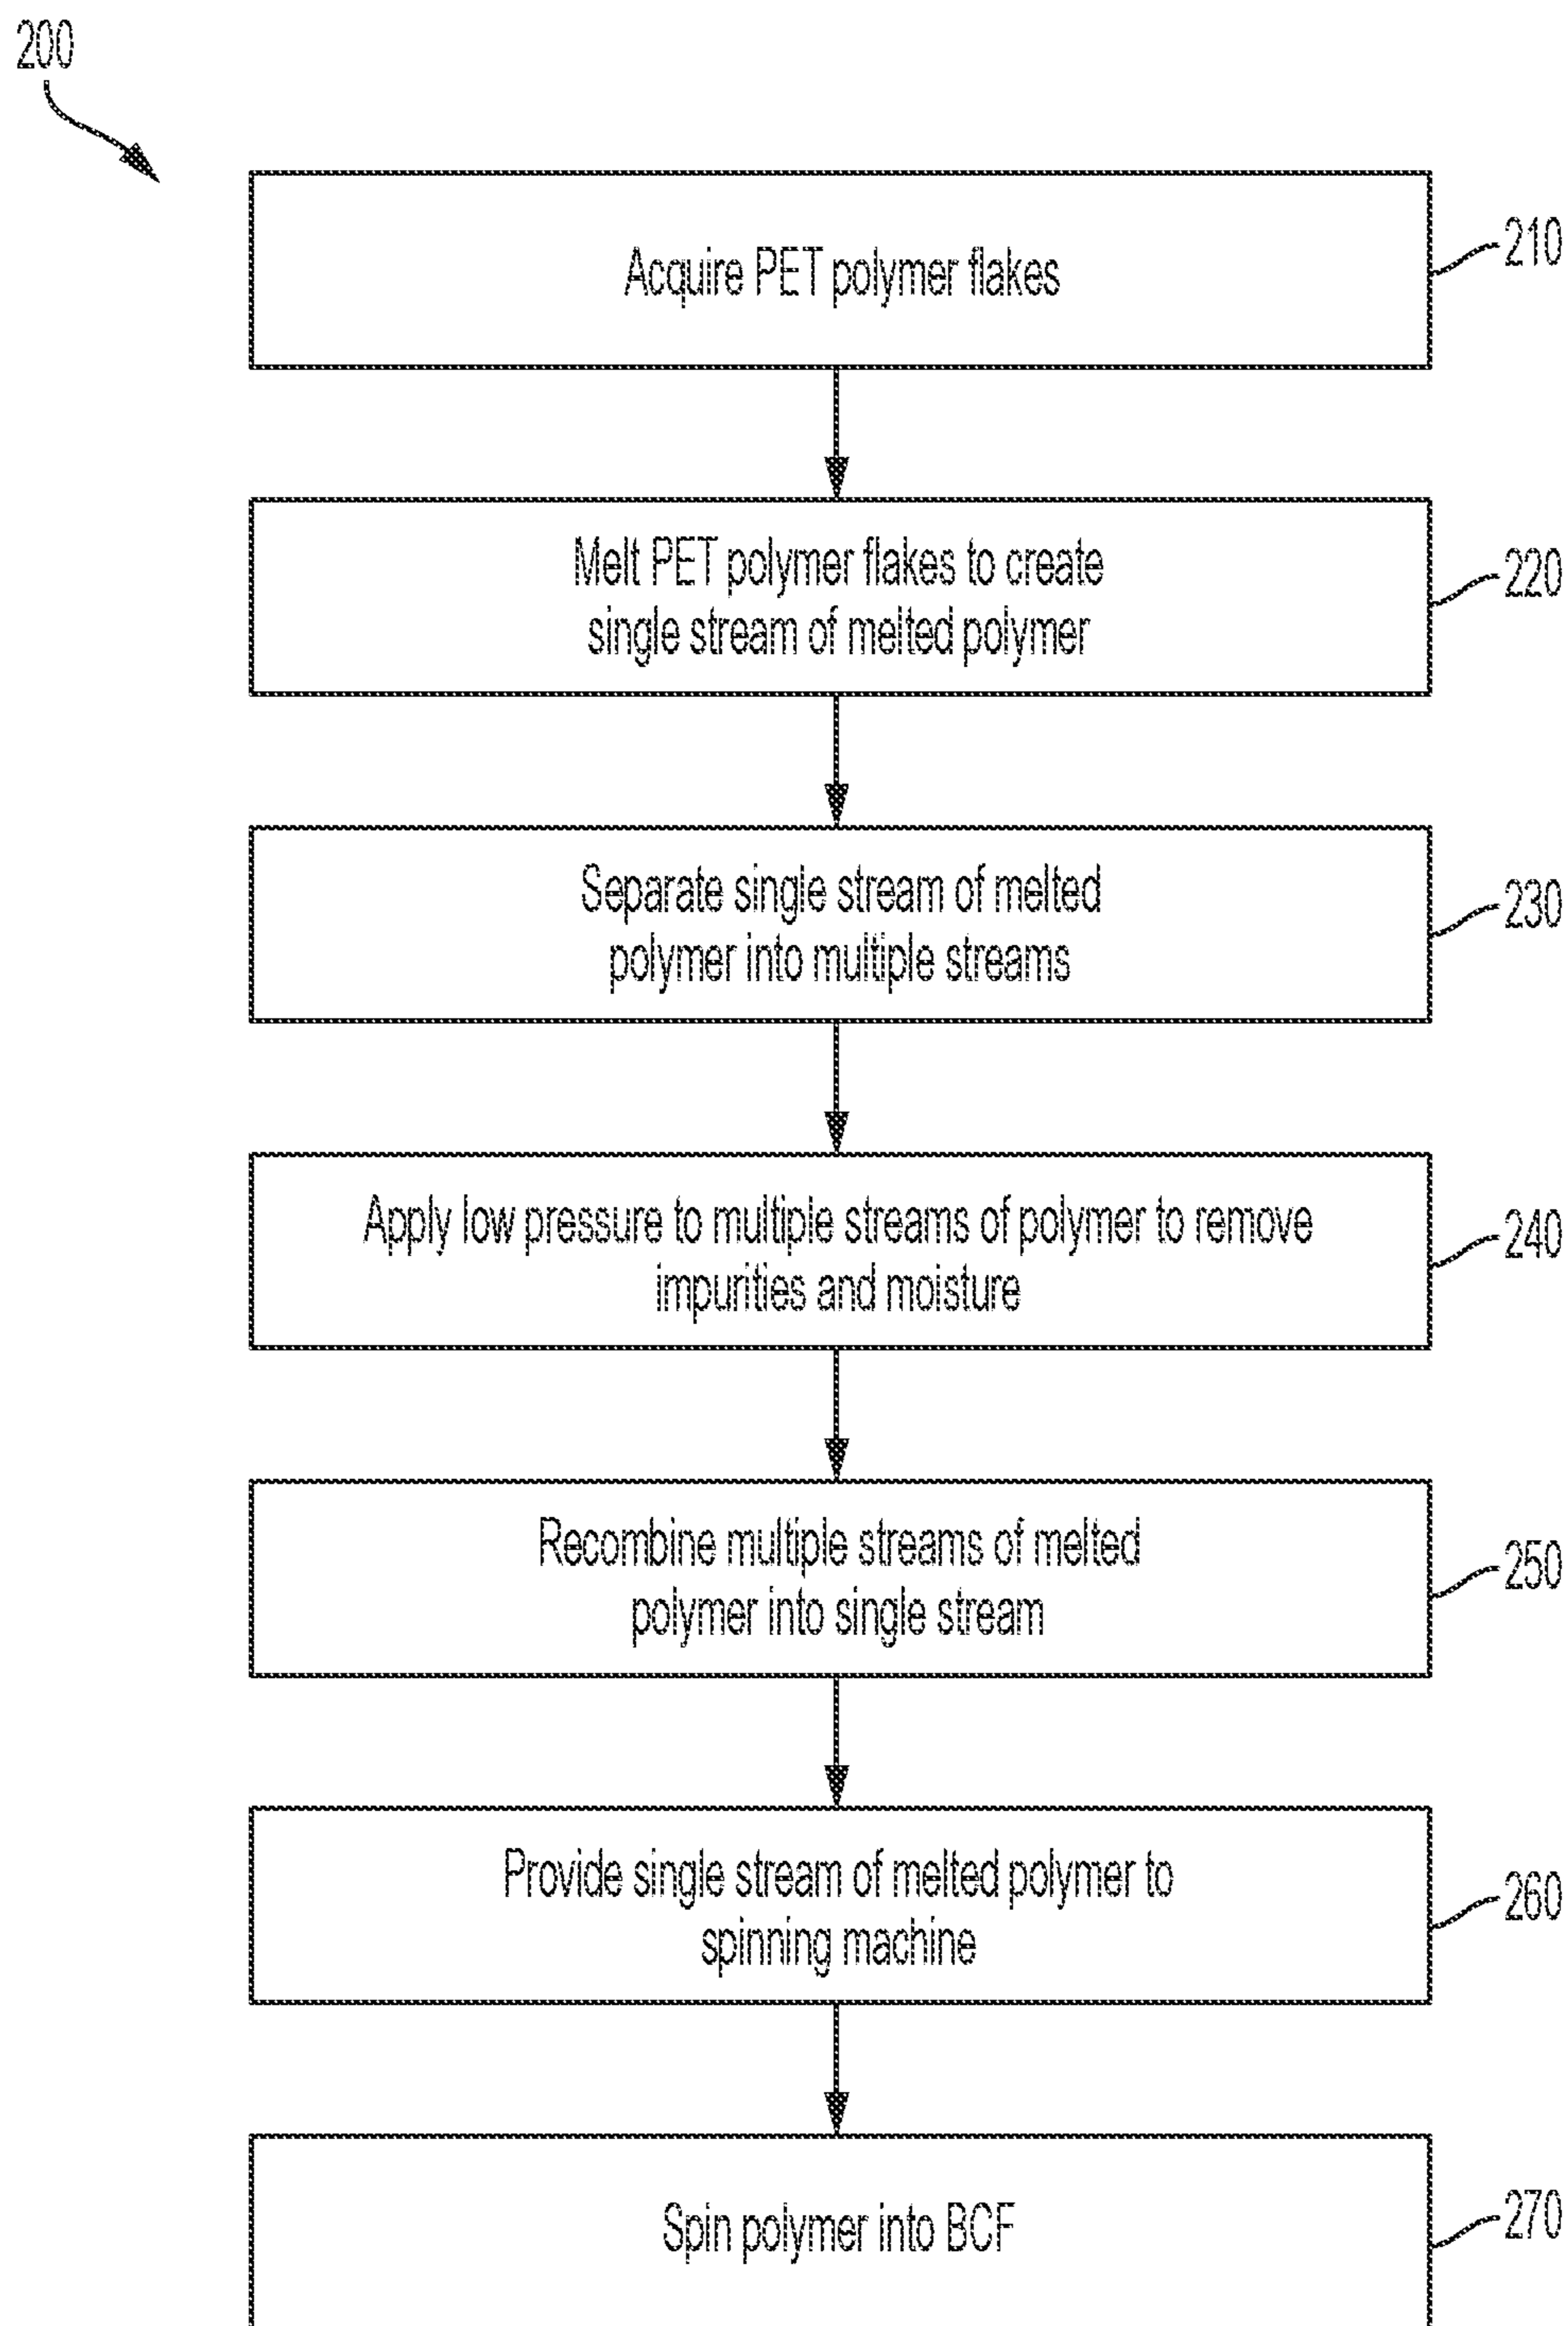 200
Acquire PET polymer flakes
210
Melt PET polymer flakes to create
single stream of melted polymer
220
Separate single stream of melted
polymer into multiple streams
230
Apply low pressure to multiple streams of polymer to remove
impurities and moisture
240
Recombine multiple streams of melted
polymer into single stream
250
Provide single stream of melted polymer to
spinning machine
260
Spin polymer into BCF
270